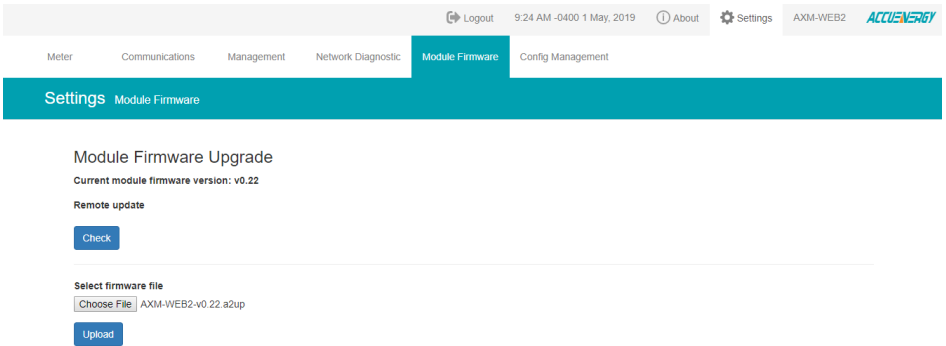 Logout 9:24 AM -0400 1 May, 2019 About Settings AXM-WEB2 ACCUENERGY
Meter Communications Management Network Diagnostic Module Firmware Config Management
Settings Module Firmware
Module Firmware Upgrade
Current module firmware version: v0.22
Remote update
Check
Select firmware file
Choose File AXM-WEB2-v0.22.a2up
Upload